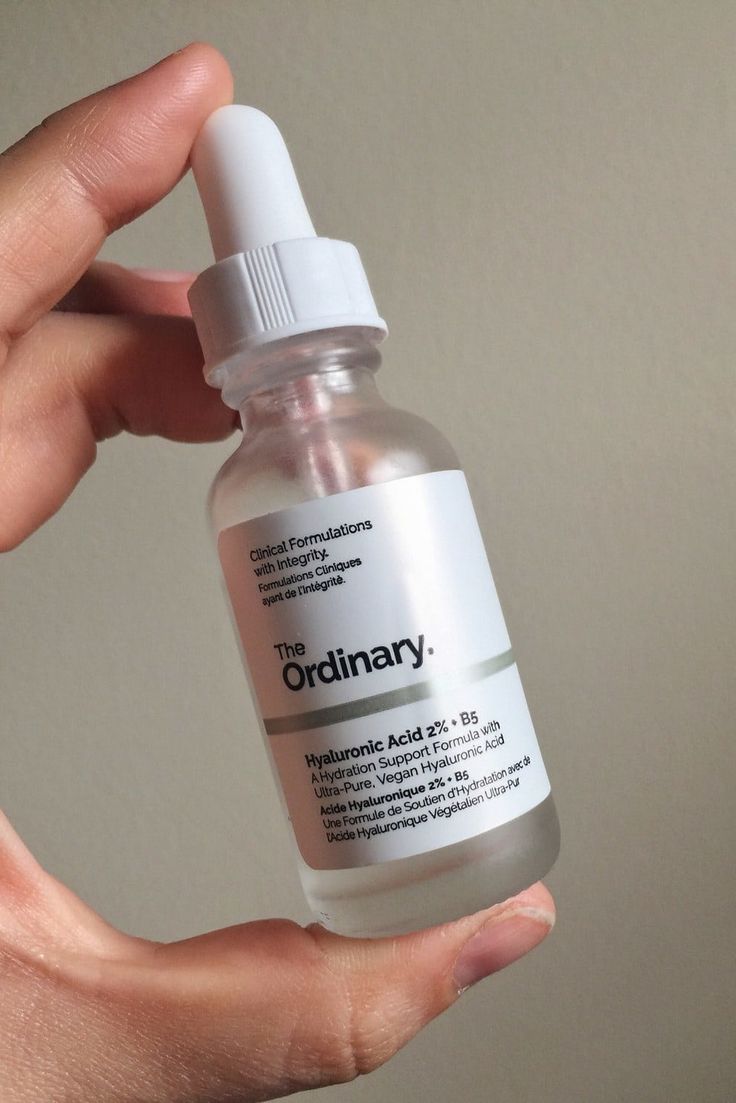 Clinical Formulations
with Integrity.
Formulations Cliniques
ayant de l'intégrité.
The
Ordinary.
Hyaluronic Acid 2% + B5
A Hydration Support Formula with
Ultra-Pure, Vegan Hyaluronic Acid
Acide Hyaluronique 2% + B5
Une Formule de Soutien d'Hydratation avec de
l'Acide Hyaluronique Végétalien Ultra-Pur